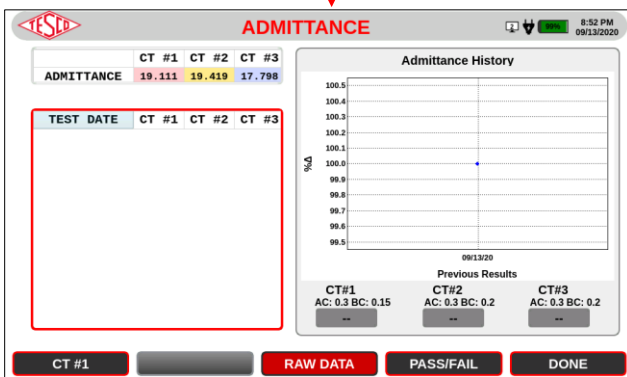 TESCO
ADMITTANCE
2
99%
8:52 PM
09/13/2020
CT #1 CT #2 CT #3
ADMITTANCE 19.111 19.419 17.798
TEST DATE CT #1 CT #2 CT #3
Admittance History
100.5
100.4
100.3
100.2
100.1
100.0
99.9
99.8
99.7
99.6
99.5
%Δ
09/13/20
Previous Results
CT#1 CT#2 CT#3
AC: 0.3 BC: 0.15 AC: 0.3 BC: 0.2 AC: 0.3 BC: 0.2
-- -- --
CT #1 RAW DATA PASS/FAIL DONE